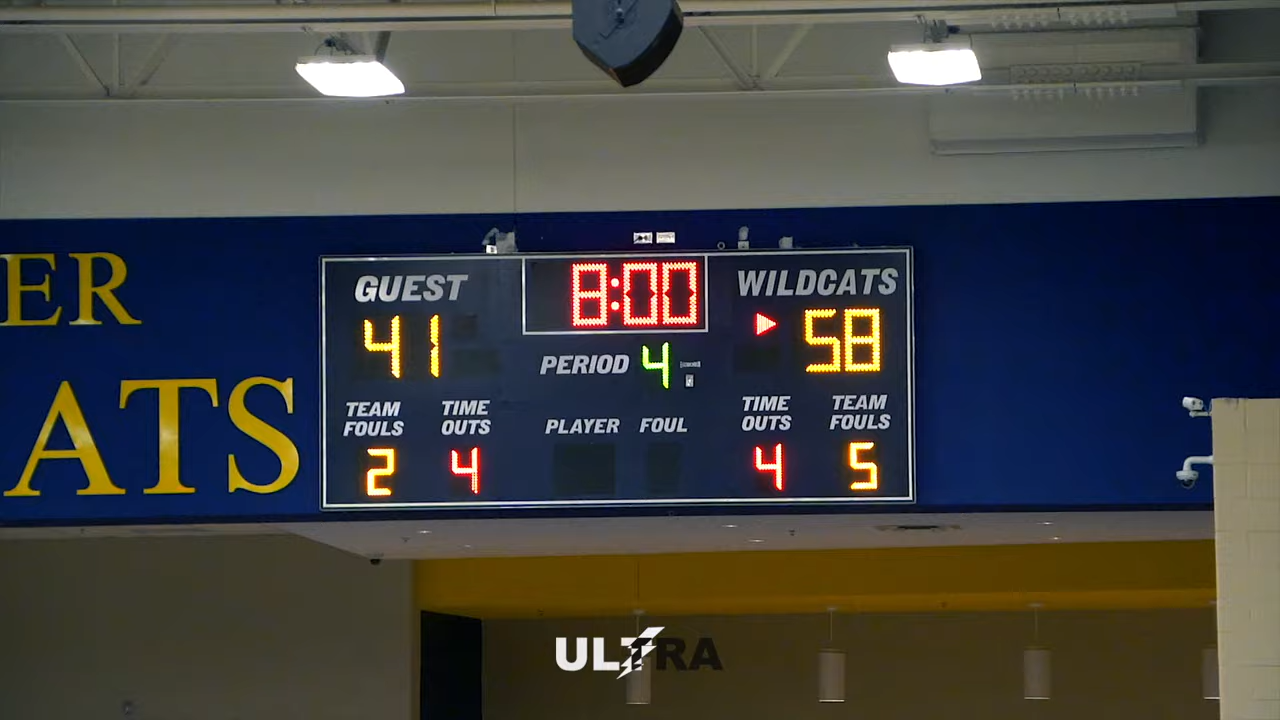 ER
ATS
GUEST 8:00 WILDCATS
41 58
PERIOD 4
TEAM FOULS TIME OUTS PLAYER FOUL TIME OUTS TEAM FOULS
2 4 4 5
ULTRA